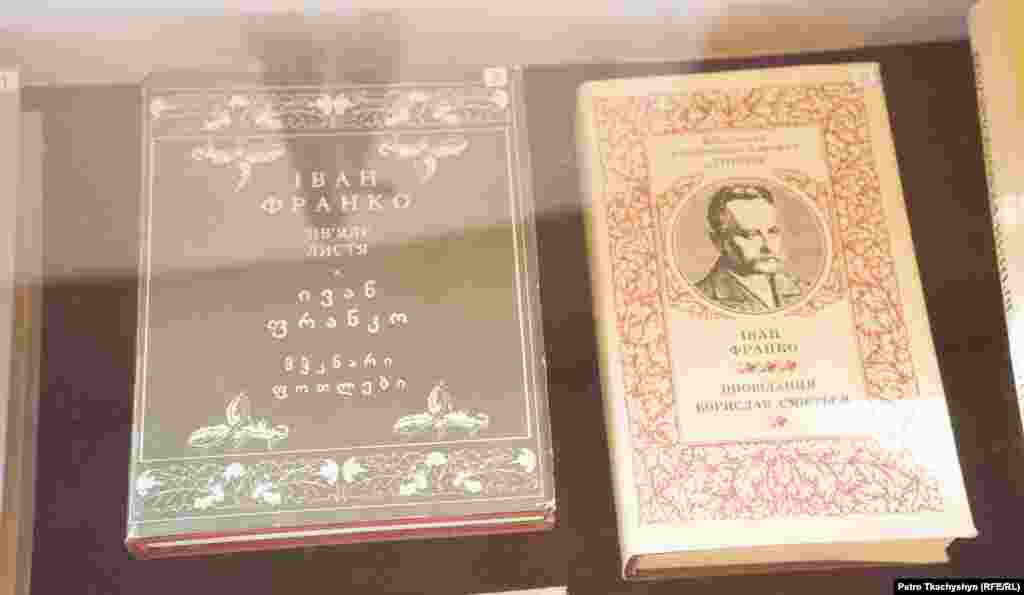 ІВАН
ФРАНКО
ЗІВ'ЯЛЕ
ЛИСТЯ
ივან
ფრანკო
მჭკნარი
ფოთლები
ІВАН
ФРАНКО
ОПОВІДАННЯ
БОРИСЛАВ СМІЄТЬСЯ
Petro Tkachyshyn (RFE/RL)